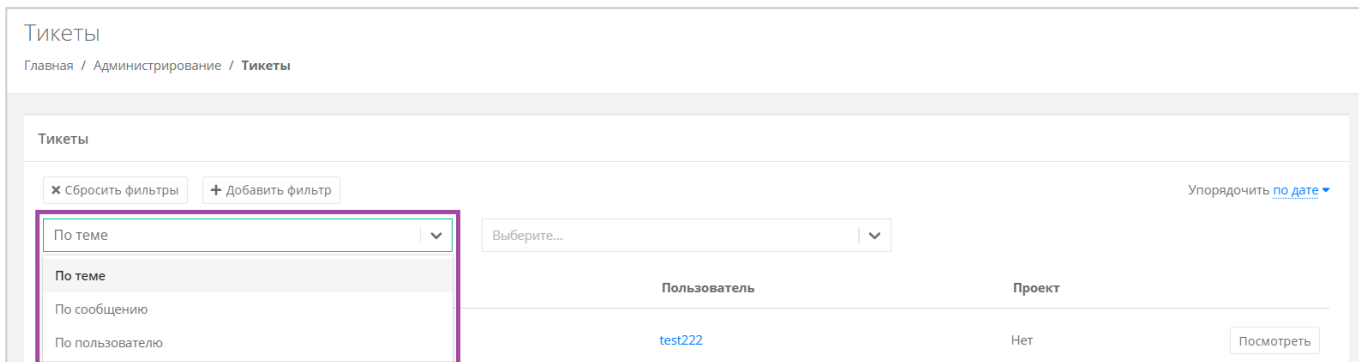 Тикеты
Главная / Администрирование / Тикеты
Тикеты
Сбросить фильтры Добавить фильтр Упорядочить по дате
По теме Выберите...
По теме
Пользователь Проект
По сообщению
test222 Нет Посмотреть
По пользователю